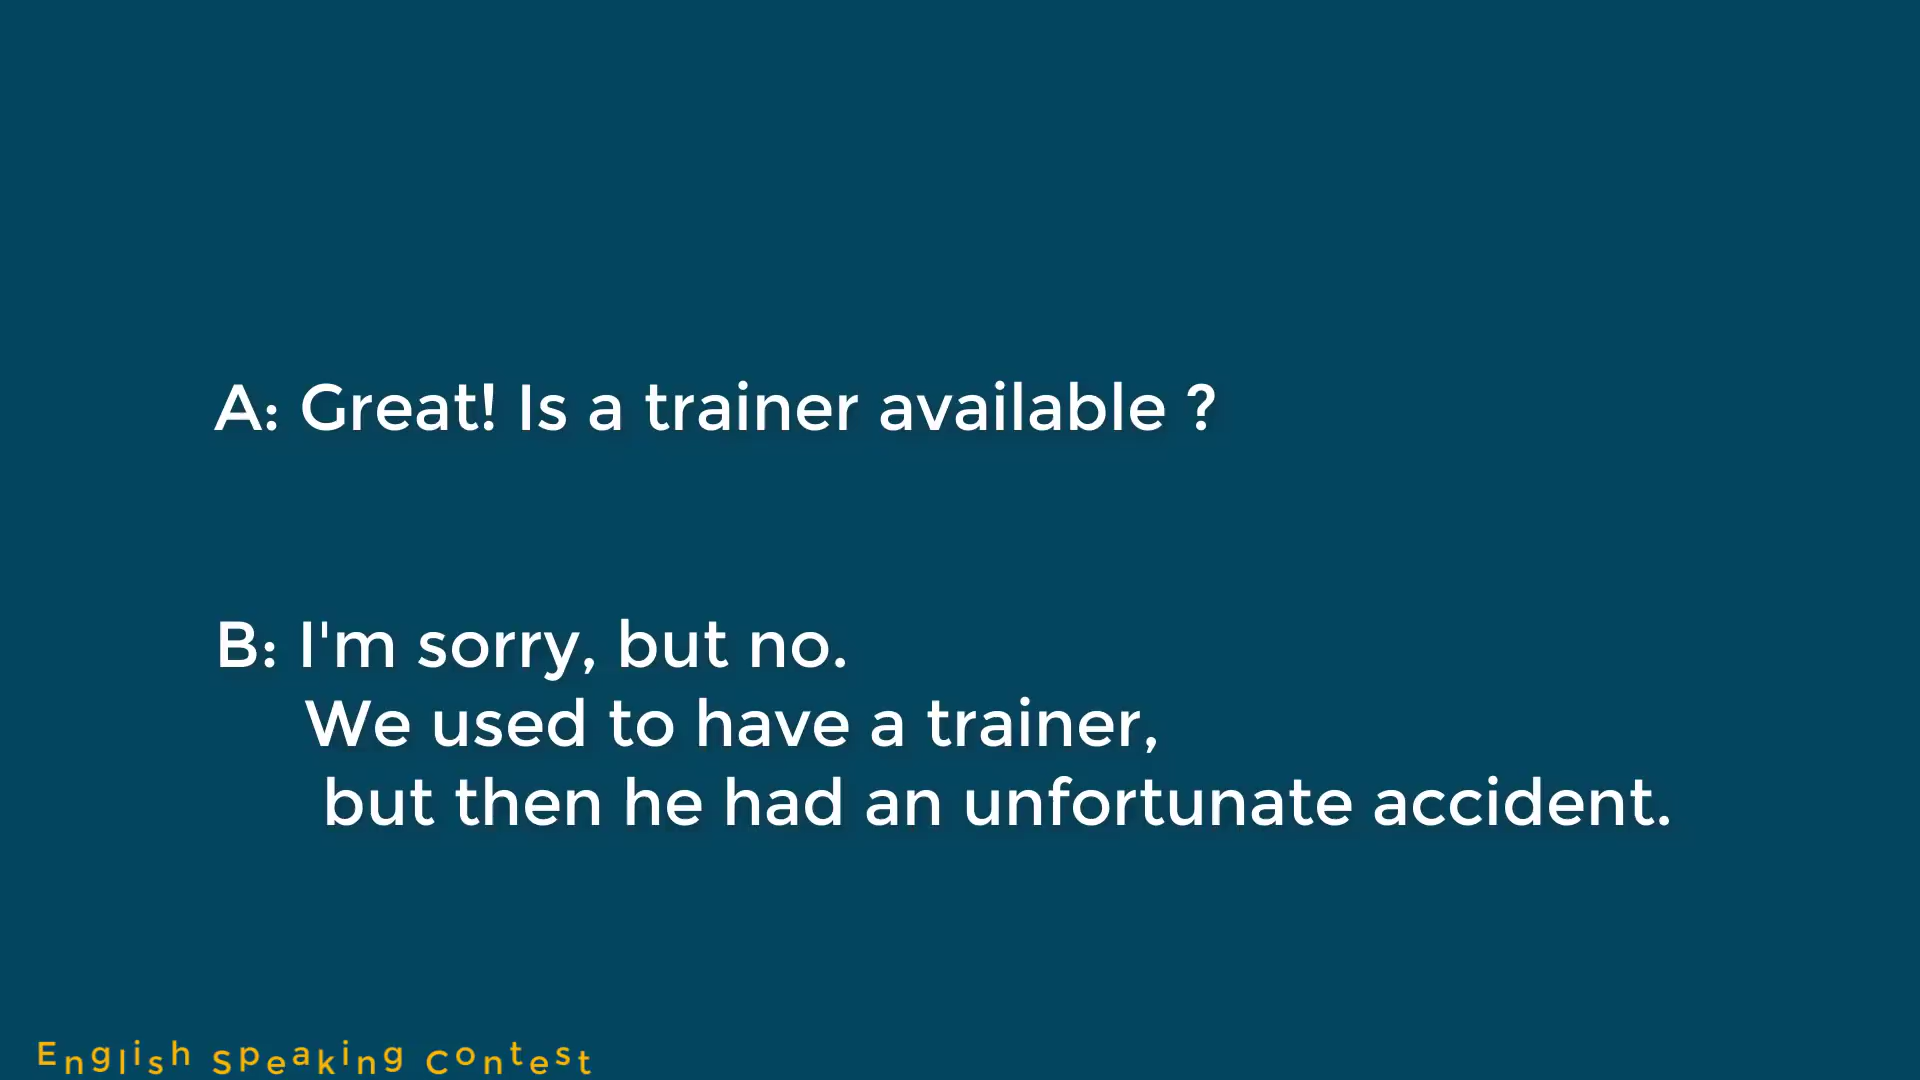 A: Great! Is a trainer available ?
B: I'm sorry, but no.
We used to have a trainer,
but then he had an unfortunate accident.
English Speaking Contest